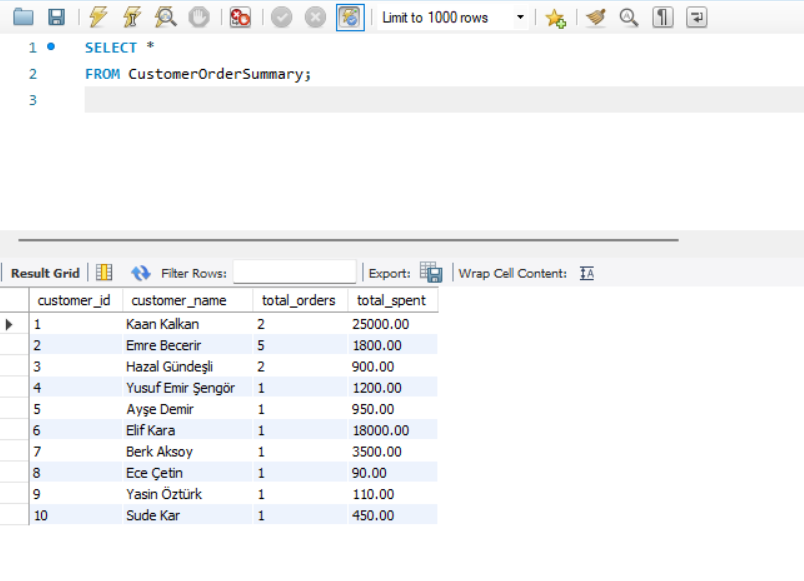 Limit to 1000 rows
1 SELECT *
2 FROM CustomerOrderSummary;
3
Result Grid Filter Rows: Export: Wrap Cell Content: IA
customer_id customer_name total_orders total_spent
1 Kaan Kalkan 2 25000.00
2 Emre Becerir 5 1800.00
3 Hazal Gündeşli 2 900.00
4 Yusuf Emir Şengör 1 1200.00
5 Ayşe Demir 1 950.00
6 Elif Kara 1 18000.00
7 Berk Aksoy 1 3500.00
8 Ece Çetin 1 90.00
9 Yasin Öztürk 1 110.00
10 Sude Kar 1 450.00